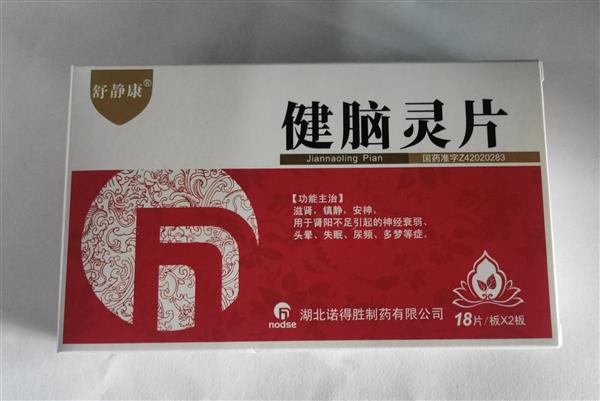 舒静康®
健脑灵片
Jiannaoling Pian
国药准字Z42020283
【功能主治】
滋肾，镇静，安神。
用于肾阳不足引起的神经衰弱、
头晕、失眠、尿频、多梦等症。
nodse
湖北诺得胜制药有限公司
18片/板X2板